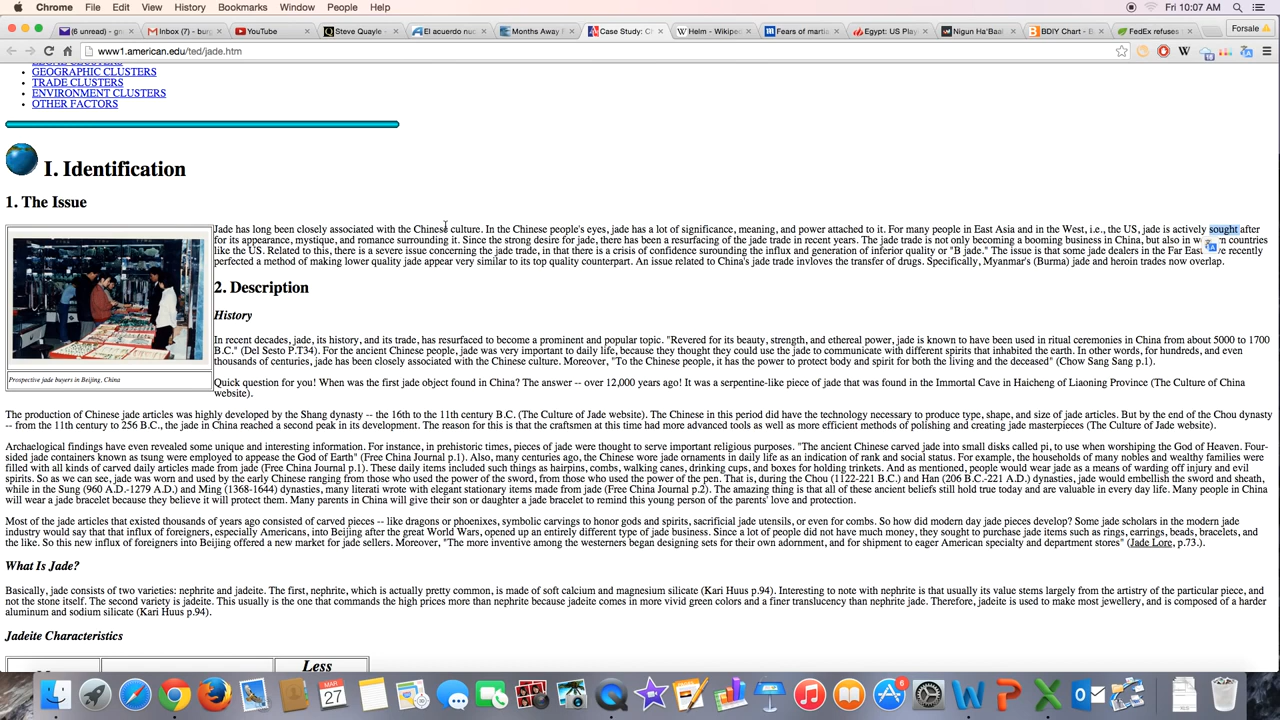 Chrome File Edit View History Bookmarks Window People Help Fri 10:07 AM
(6 unread) - gm Inbox (7) - burg YouTube Steve Quayle - El acuerdo nuc Months Away F Case Study: Ch Helm - Wikiped Fears of martia Egypt: US Play Nigun Ha'Baal BDIY Chart - B FedEx refuses Forsale
www1.american.edu/ted/jade.htm
GEOGRAPHIC CLUSTERS
TRADE CLUSTERS
ENVIRONMENT CLUSTERS
OTHER FACTORS
I. Identification
1. The Issue
Jade has long been closely associated with the Chinese culture. In the Chinese people's eyes, jade has a lot of significance, meaning, and power attached to it. For many people in East Asia and in the West, i.e., the US, jade is actively sought after
for its appearance, mystique, and romance surrounding it. Since the strong desire for jade, there has been a resurfacing of the jade trade in recent years. The jade trade is not only becoming a booming business in China, but also in countries
like the US. Related to this, there is a severe issue concerning the jade trade, in that there is a crisis of confidence surounding the influx and generation of inferior quality or "B jade." The issue is that some jade dealers in the Far East recently
perfected a method of making lower quality jade appear very similar to its top quality counterpart. An issue related to China's jade trade invloves the transfer of drugs. Specifically, Myanmar's (Burma) jade and heroin trades now overlap.
Prospective jade buyers in Beijing, China
2. Description
History
In recent decades, jade, its history, and its trade, has resurfaced to become a prominent and popular topic. "Revered for its beauty, strength, and ethereal power, jade is known to have been used in ritual ceremonies in China from about 5000 to 1700
B.C." (Del Sesto P.T34). For the ancient Chinese people, jade was very important to daily life, because they thought they could use the jade to communicate with different spirits that inhabited the earth. In other words, for hundreds, and even
thousands of centuries, jade has been closely associated with the Chinese culture. Moreover, "To the Chinese people, it has the power to protect body and spirit for both the living and the deceased" (Chow Sang Sang p.1).
Quick question for you! When was the first jade object found in China? The answer -- over 12,000 years ago! It was a serpentine-like piece of jade that was found in the Immortal Cave in Haicheng of Liaoning Province (The Culture of China
website).
The production of Chinese jade articles was highly developed by the Shang dynasty -- the 16th to the 11th century B.C. (The Culture of Jade website). The Chinese in this period did have the technology necessary to produce type, shape, and size of jade articles. But by the end of the Chou dynasty
-- from the 11th century to 256 B.C., the jade in China reached a second peak in its development. The reason for this is that the craftsmen at this time had more advanced tools as well as more efficient methods of polishing and creating jade masterpieces (The Culture of Jade website).
Archaelogical findings have even revealed some unique and interesting information. For instance, in prehistoric times, pieces of jade were thought to serve important religious purposes. "The ancient Chinese carved jade into small disks called pi, to use when worshiping the God of Heaven. Four-
sided jade containers known as tsung were employed to appease the God of Earth" (Free China Journal p.1). Also, many centuries ago, the Chinese wore jade ornaments in daily life as an indication of rank and social status. For example, the households of many nobles and wealthy families were
filled with all kinds of carved daily articles made from jade (Free China Journal p.1). These daily items included such things as hairpins, combs, walking canes, drinking cups, and boxes for holding trinkets. And as mentioned, people would wear jade as a means of warding off injury and evil
spirits. So as we can see, jade was worn and used by the early Chinese ranging from those who used the power of the sword, from those who used the power of the pen. That is, during the Chou (1122-221 B.C.) and Han (206 B.C.-221 A.D.) dynasties, jade would embellish the sword and sheath,
while in the Sung (960 A.D.-1279 A.D.) and Ming (1368-1644) dynasties, many literati wrote with elegant stationary items made from jade (Free China Journal p.2). The amazing thing is that all of these ancient beliefs still hold true today and are valuable in every day life. Many people in China
will wear a jade bracelet because they believe it will protect them. Many parents in China will give their son or daughter a jade bracelet to remind this young person of the parents' love and protection.
Most of the jade articles that existed thousands of years ago consisted of carved pieces -- like dragons or phoenixes, symbolic carvings to honor gods and spirits, sacrificial jade utensils, or even for combs. So how did modern day jade pieces develop? Some jade scholars in the modern jade
industry would say that that influx of foreigners, especially Americans, into Beijing after the great World Wars, opened up an entirely different type of jade business. Since a lot of people did not have much money, they sought to purchase jade items such as rings, earrings, beads, bracelets, and
the like. So this new influx of foreigners into Beijing offered a new market for jade sellers. Moreover, "The more inventive among the westerners began designing sets for their own adornment, and for shipment to eager American specialty and department stores" (Jade Lore, p.73.).
What Is Jade?
Basically, jade consists of two varieties: nephrite and jadeite. The first, nephrite, which is actually pretty common, is made of soft calcium and magnesium silicate (Kari Huus p.94). Interesting to note with nephrite is that usually its value stems largely from the artistry of the particular piece, and
not the stone itself. The second variety is jadeite. This usually is the one that commands the high prices more than nephrite because jadeite comes in more vivid green colors and a finer translucency than nephrite jade. Therefore, jadeite is used to make most jewellery, and is composed of a harder
aluminum and sodium silicate (Kari Huus p.94).
Jadeite Characteristics
Less
MAR
27
6